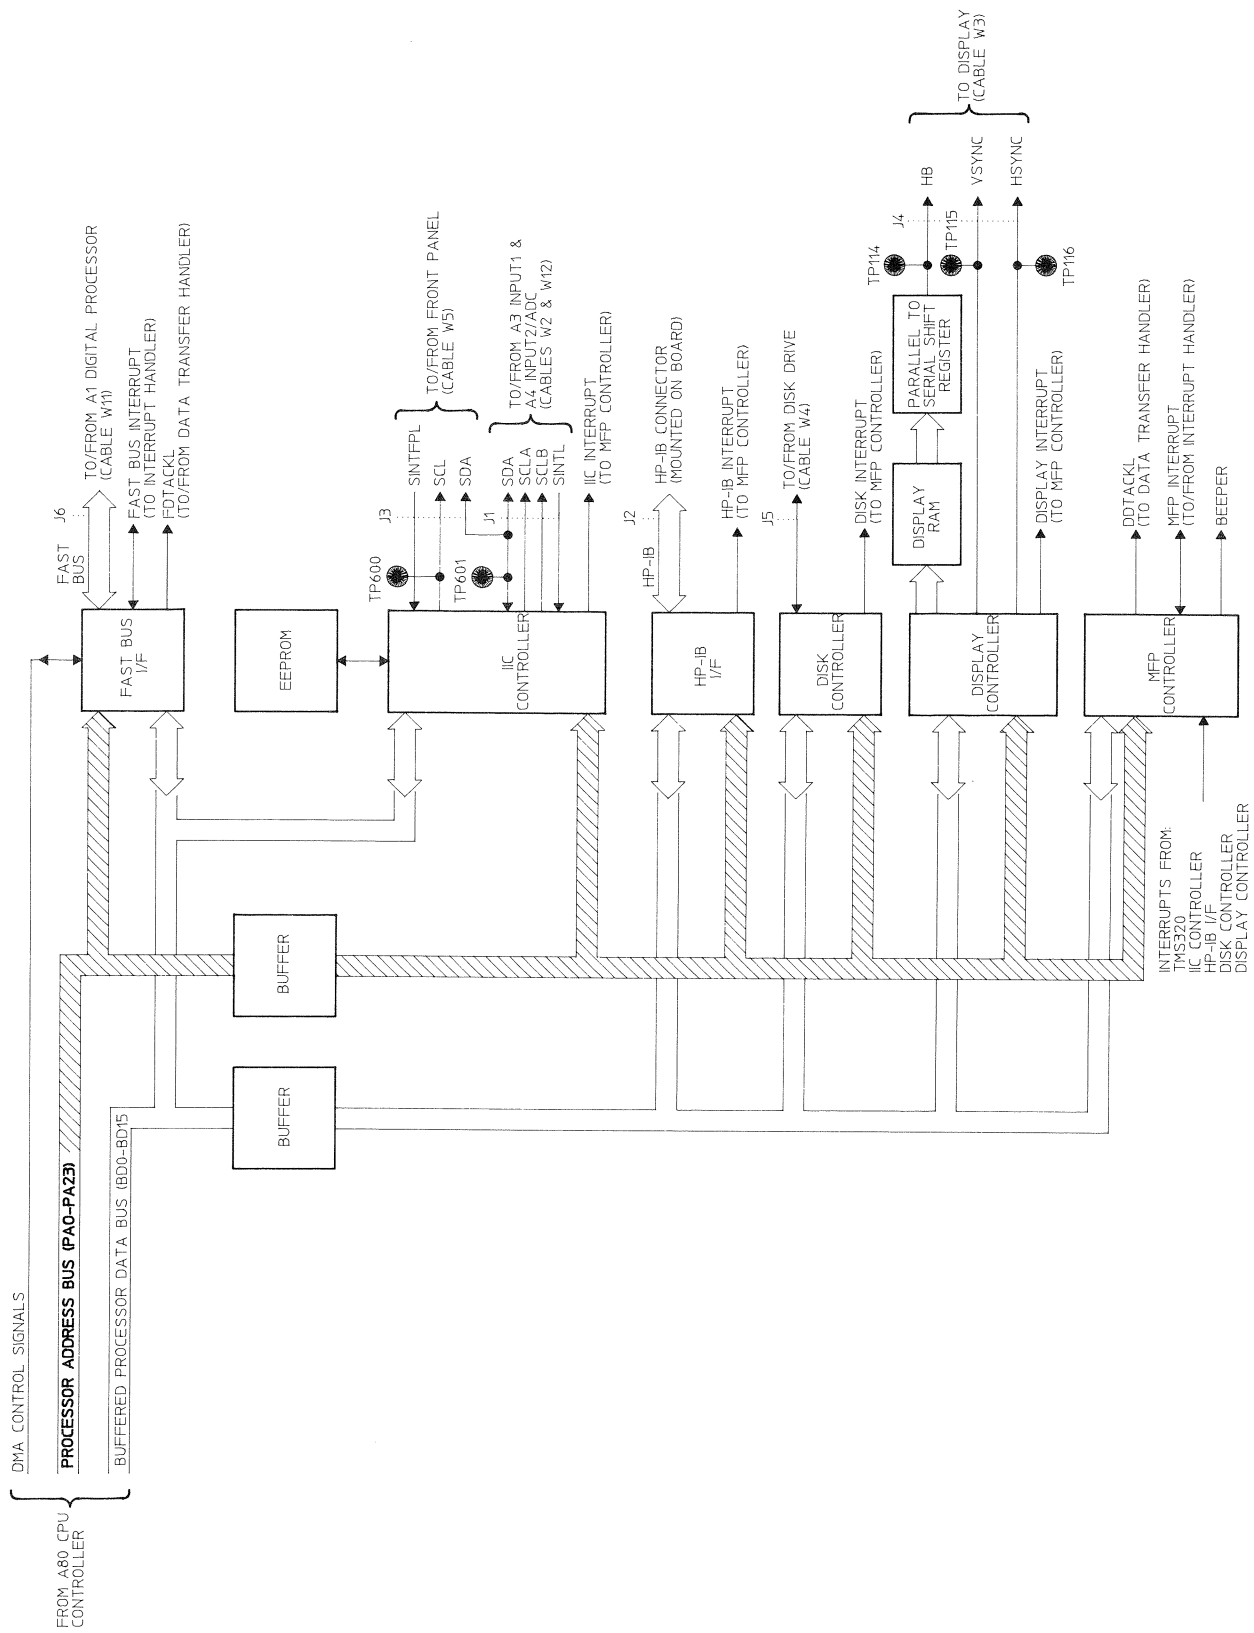 FROM A80 CPU
CONTROLLER
DMA CONTROL SIGNALS
PROCESSOR ADDRESS BUS (PA0-PA23)
BUFFERED PROCESSOR DATA BUS (BD0-BD15
BUFFER
BUFFER
FAST BUS
I/F
FAST
BUS
J6
TO/FROM A1 DIGITAL PROCESSOR
(CABLE W11)
FAST BUS INTERRUPT
(TO INTERRUPT HANDLER)
FDTACKL
(TO/FROM DATA TRANSFER HANDLER)
EEPROM
IIC
CONTROLLER
TP600
J3
SINTFPL
SCL
SDA
TO/FROM FRONT PANEL
(CABLE W5)
TP601
J1
SDA
SCLA
SCLB
SINTL
TO/FROM A3 INPUT1 &
A4 INPUT2/ADC
(CABLES W2 & W12)
IIC INTERRUPT
(TO MFP CONTROLLER)
HP-IB
I/F
HP-IB
J2
HP-IB CONNECTOR
(MOUNTED ON BOARD)
HP-IB INTERRUPT
(TO MFP CONTROLLER)
DISK
CONTROLLER
J5
TO/FROM DISK DRIVE
(CABLE W4)
DISK INTERRUPT
(TO MFP CONTROLLER)
DISPLAY
CONTROLLER
DISPLAY
RAM
PARALLEL TO
SERIAL SHIFT
REGISTER
TP114
TP115
TP116
J4
HB
VSYNC
HSYNC
TO DISPLAY
(CABLE W3)
DISPLAY INTERRUPT
(TO MFP CONTROLLER)
MFP
CONTROLLER
DDTACKL
(TO DATA TRANSFER HANDLER)
MFP INTERRUPT
(TO/FROM INTERRUPT HANDLER)
BEEPER
INTERRUPTS FROM:
TMS320
IIC CONTROLLER
HP-IB I/F
DISK CONTROLLER
DISPLAY CONTROLLER